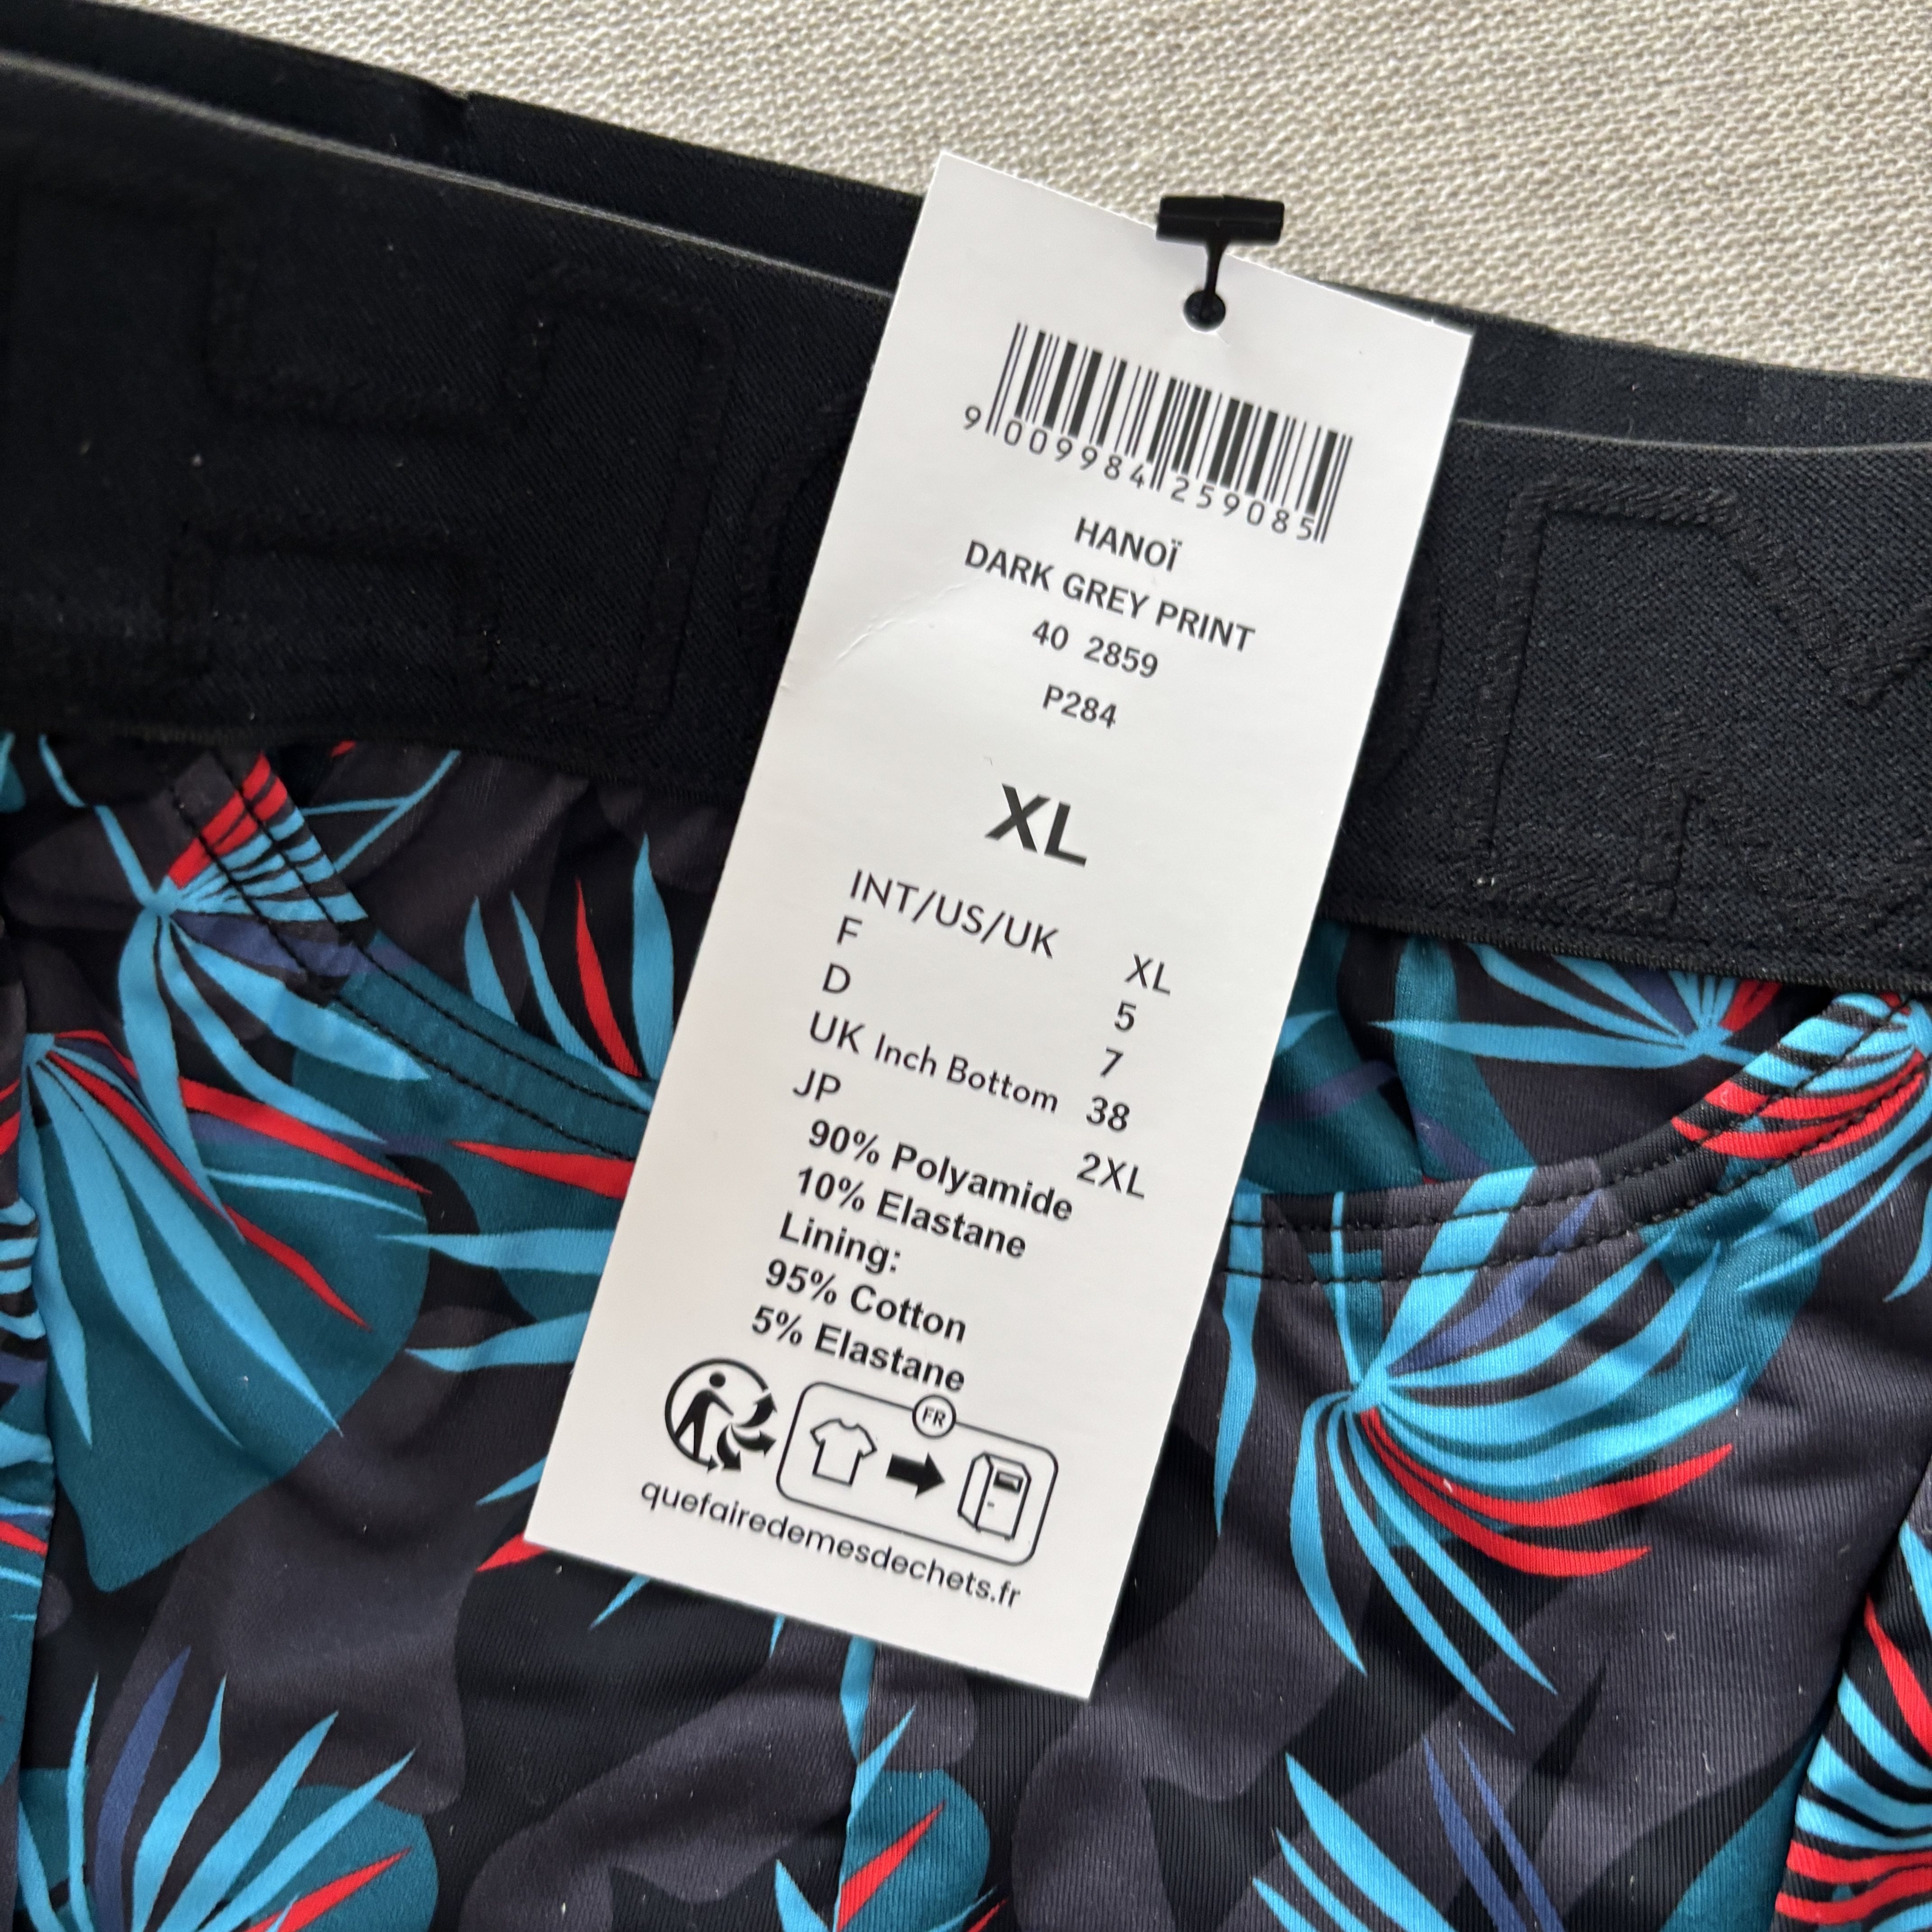 9 009984 259085
HANOÏ
DARK GREY PRINT
40 2859
P284
XL
INT/US/UK XL
F 5
D 7
UK Inch Bottom 38
JP 2XL
90% Polyamide
10% Elastane
Lining:
95% Cotton
5% Elastane
FR
quefairedemesdechets.fr